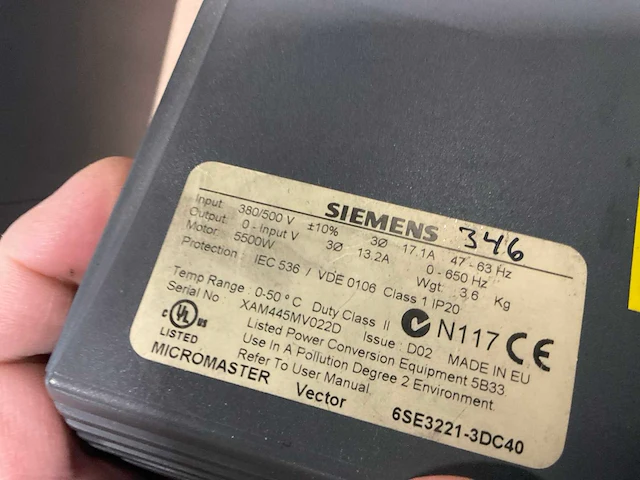 SIEMENS 346
Input: 380/500 V ±10% 3Ø 17.1A 47 - 63 Hz
Output: 0 - Input V 3Ø 13.2A 0 - 650 Hz
Motor: 5500W Wgt: 3.6 Kg
Protection IEC 536 / VDE 0106 Class 1 IP20
Temp Range : 0-50°C Duty Class II N117 CE
Serial No : XAM445MV022D Issue : D02 MADE IN EU
c UL us Listed Power Conversion Equipment 5B33
LISTED Use In A Pollution Degree 2 Environment.
Refer To User Manual.
MICROMASTER Vector 6SE3221-3DC40